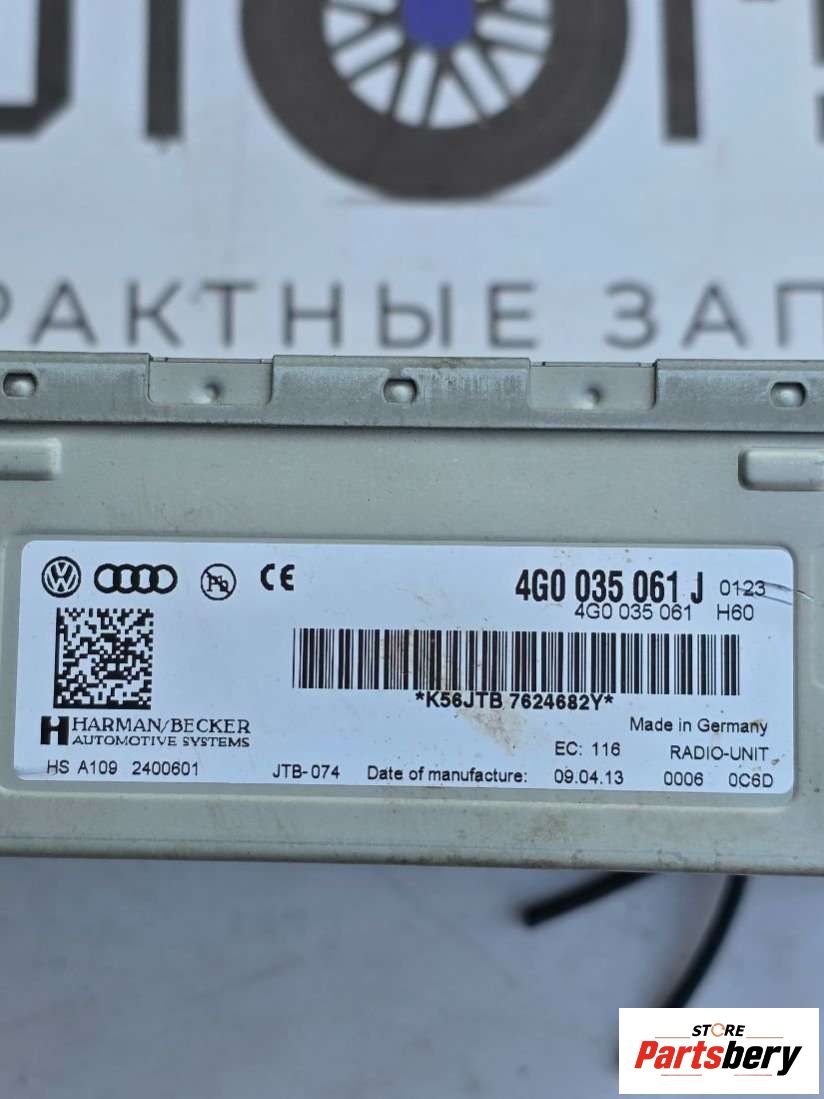 РАКТНЫЕ ЗАП
4G0 035 061 J 0123
4G0 035 061 H60
*K56JTB 7624682Y*
HARMAN/BECKER
AUTOMOTIVE SYSTEMS
Made in Germany
EC: 116 RADIO-UNIT
HS A109 2400601 JTB-074 Date of manufacture: 09.04.13 0006 0C6D
STORE
Partsbery